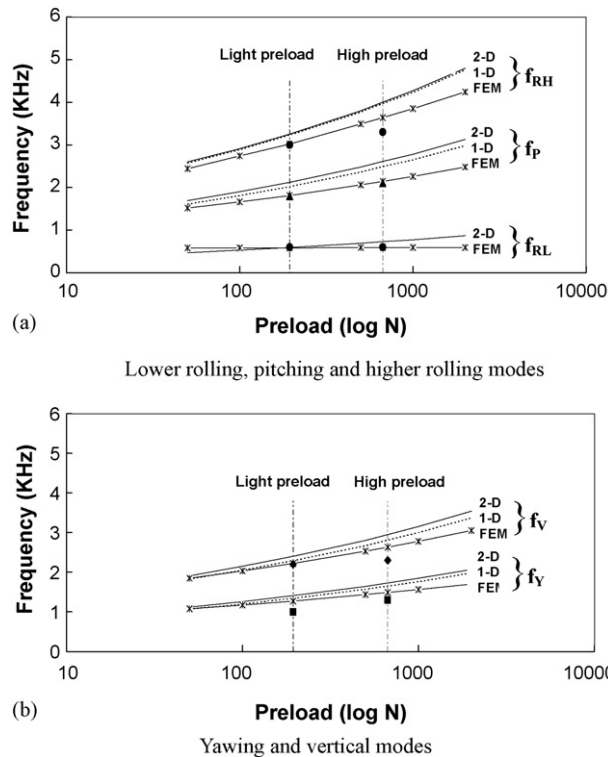 6
5
4
3
2
1
0
Frequency (KHz)
Light preload
High preload
2-D
1-D
FEM
f_RH
2-D
1-D
FEM
f_P
2-D
FEM
f_RL
10
100
1000
10000
(a)
Preload (log N)
Lower rolling, pitching and higher rolling modes
6
5
4
3
2
1
0
Frequency (KHz)
Light preload
High preload
2-D
1-D
FEM
f_V
2-D
1-D
FEM
f_Y
10
100
1000
10000
(b)
Preload (log N)
Yawing and vertical modes